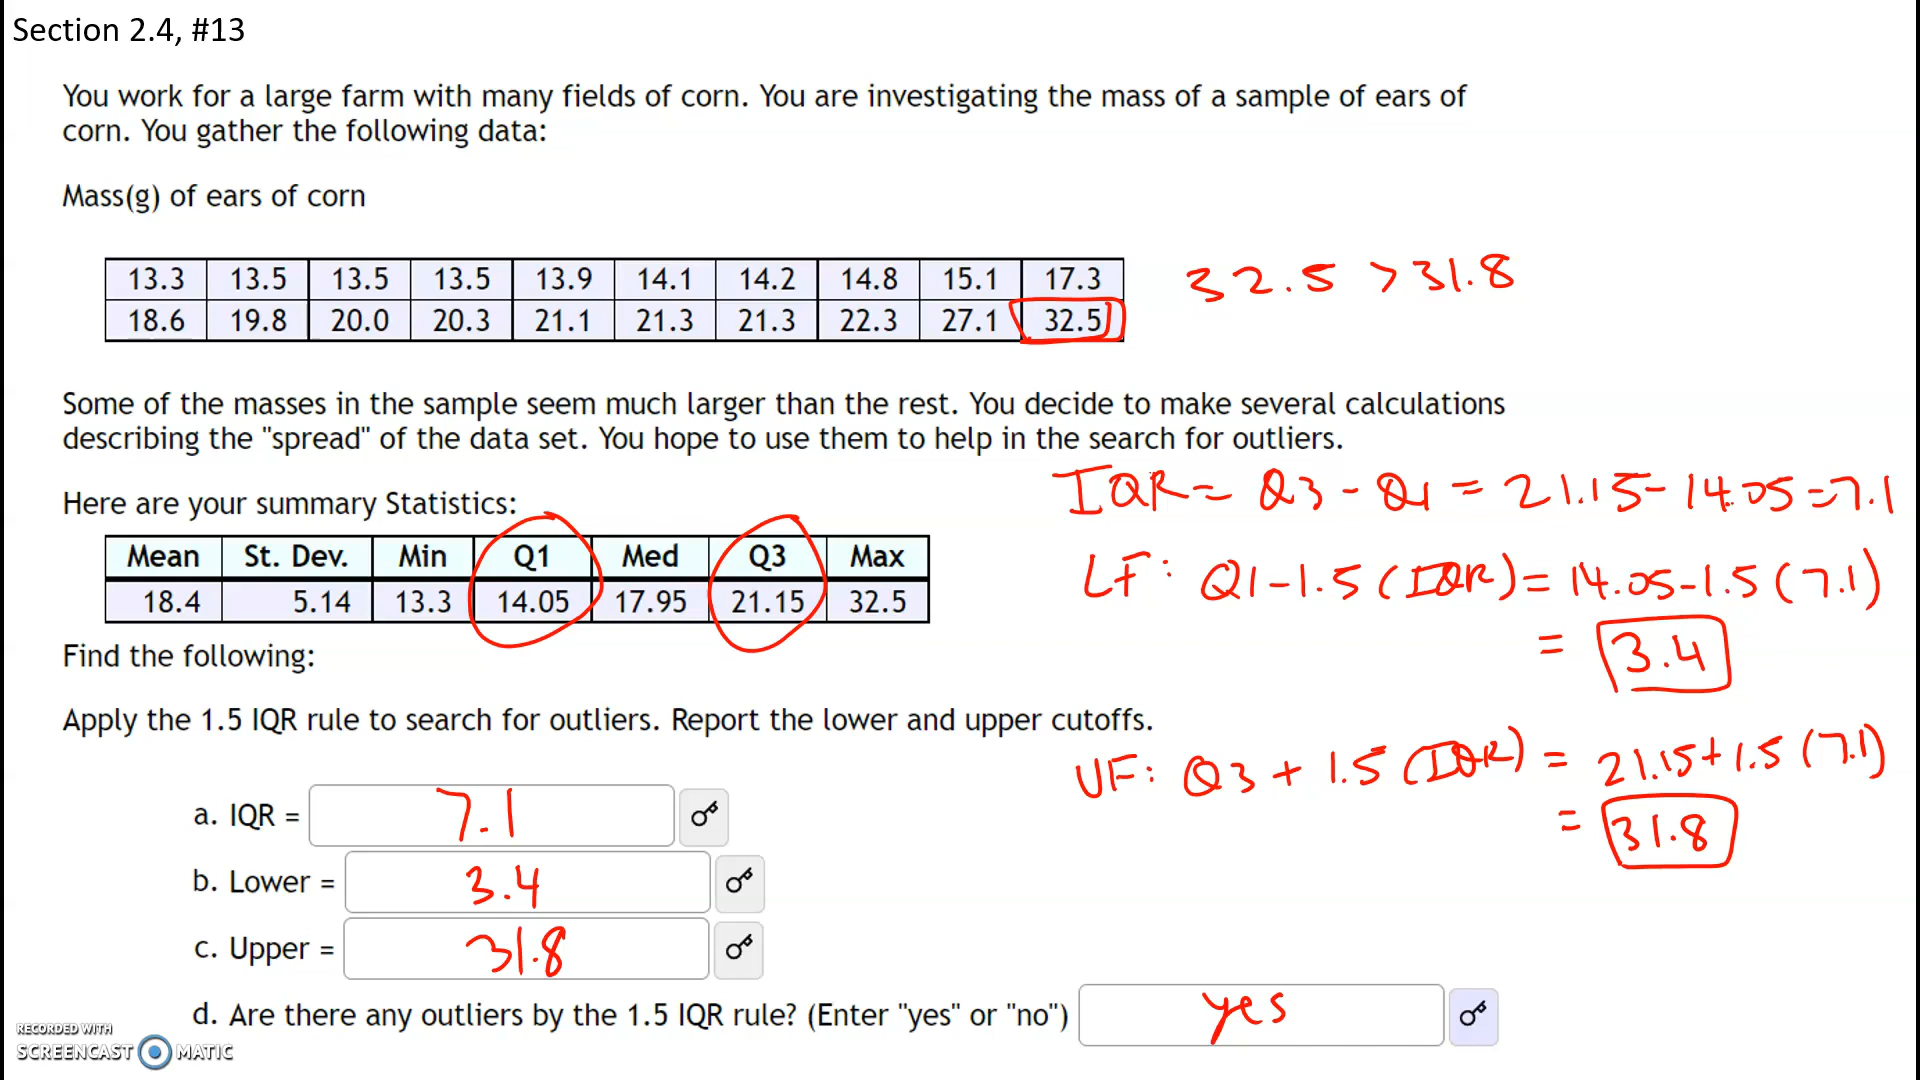 Section 2.4, #13
You work for a large farm with many fields of corn. You are investigating the mass of a sample of ears of
corn. You gather the following data:
Mass(g) of ears of corn
13.3 13.5 13.5 13.5 13.9 14.1 14.2 14.8 15.1 17.3
18.6 19.8 20.0 20.3 21.1 21.3 21.3 22.3 27.1 32.5
32.5 > 31.8
Some of the masses in the sample seem much larger than the rest. You decide to make several calculations
describing the "spread" of the data set. You hope to use them to help in the search for outliers.
Here are your summary Statistics:
IQR = Q3 - Q1 = 21.15 - 14.05 = 7.1
Mean St. Dev. Min Q1 Med Q3 Max
18.4 5.14 13.3 14.05 17.95 21.15 32.5
LF: Q1 - 1.5 (IQR) = 14.05 - 1.5 (7.1)
= 3.4
Find the following:
Apply the 1.5 IQR rule to search for outliers. Report the lower and upper cutoffs.
UF: Q3 + 1.5 (IQR) = 21.15 + 1.5 (7.1)
= 31.8
a. IQR = 7.1
b. Lower = 3.4
c. Upper = 31.8
d. Are there any outliers by the 1.5 IQR rule? (Enter "yes" or "no") yes
RECORDED WITH
SCREENCAST MATIC